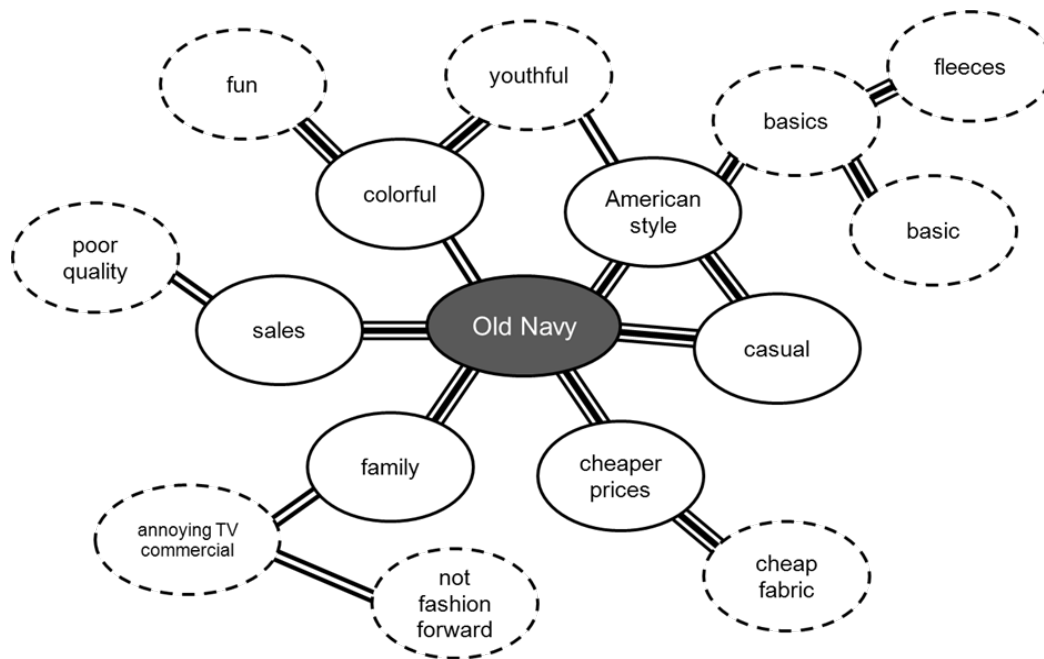 fun
youthful
fleeces
basics
colorful
American
style
basic
poor
quality
sales
Old Navy
casual
family
cheaper
prices
annoying TV
commercial
not
fashion
forward
cheap
fabric